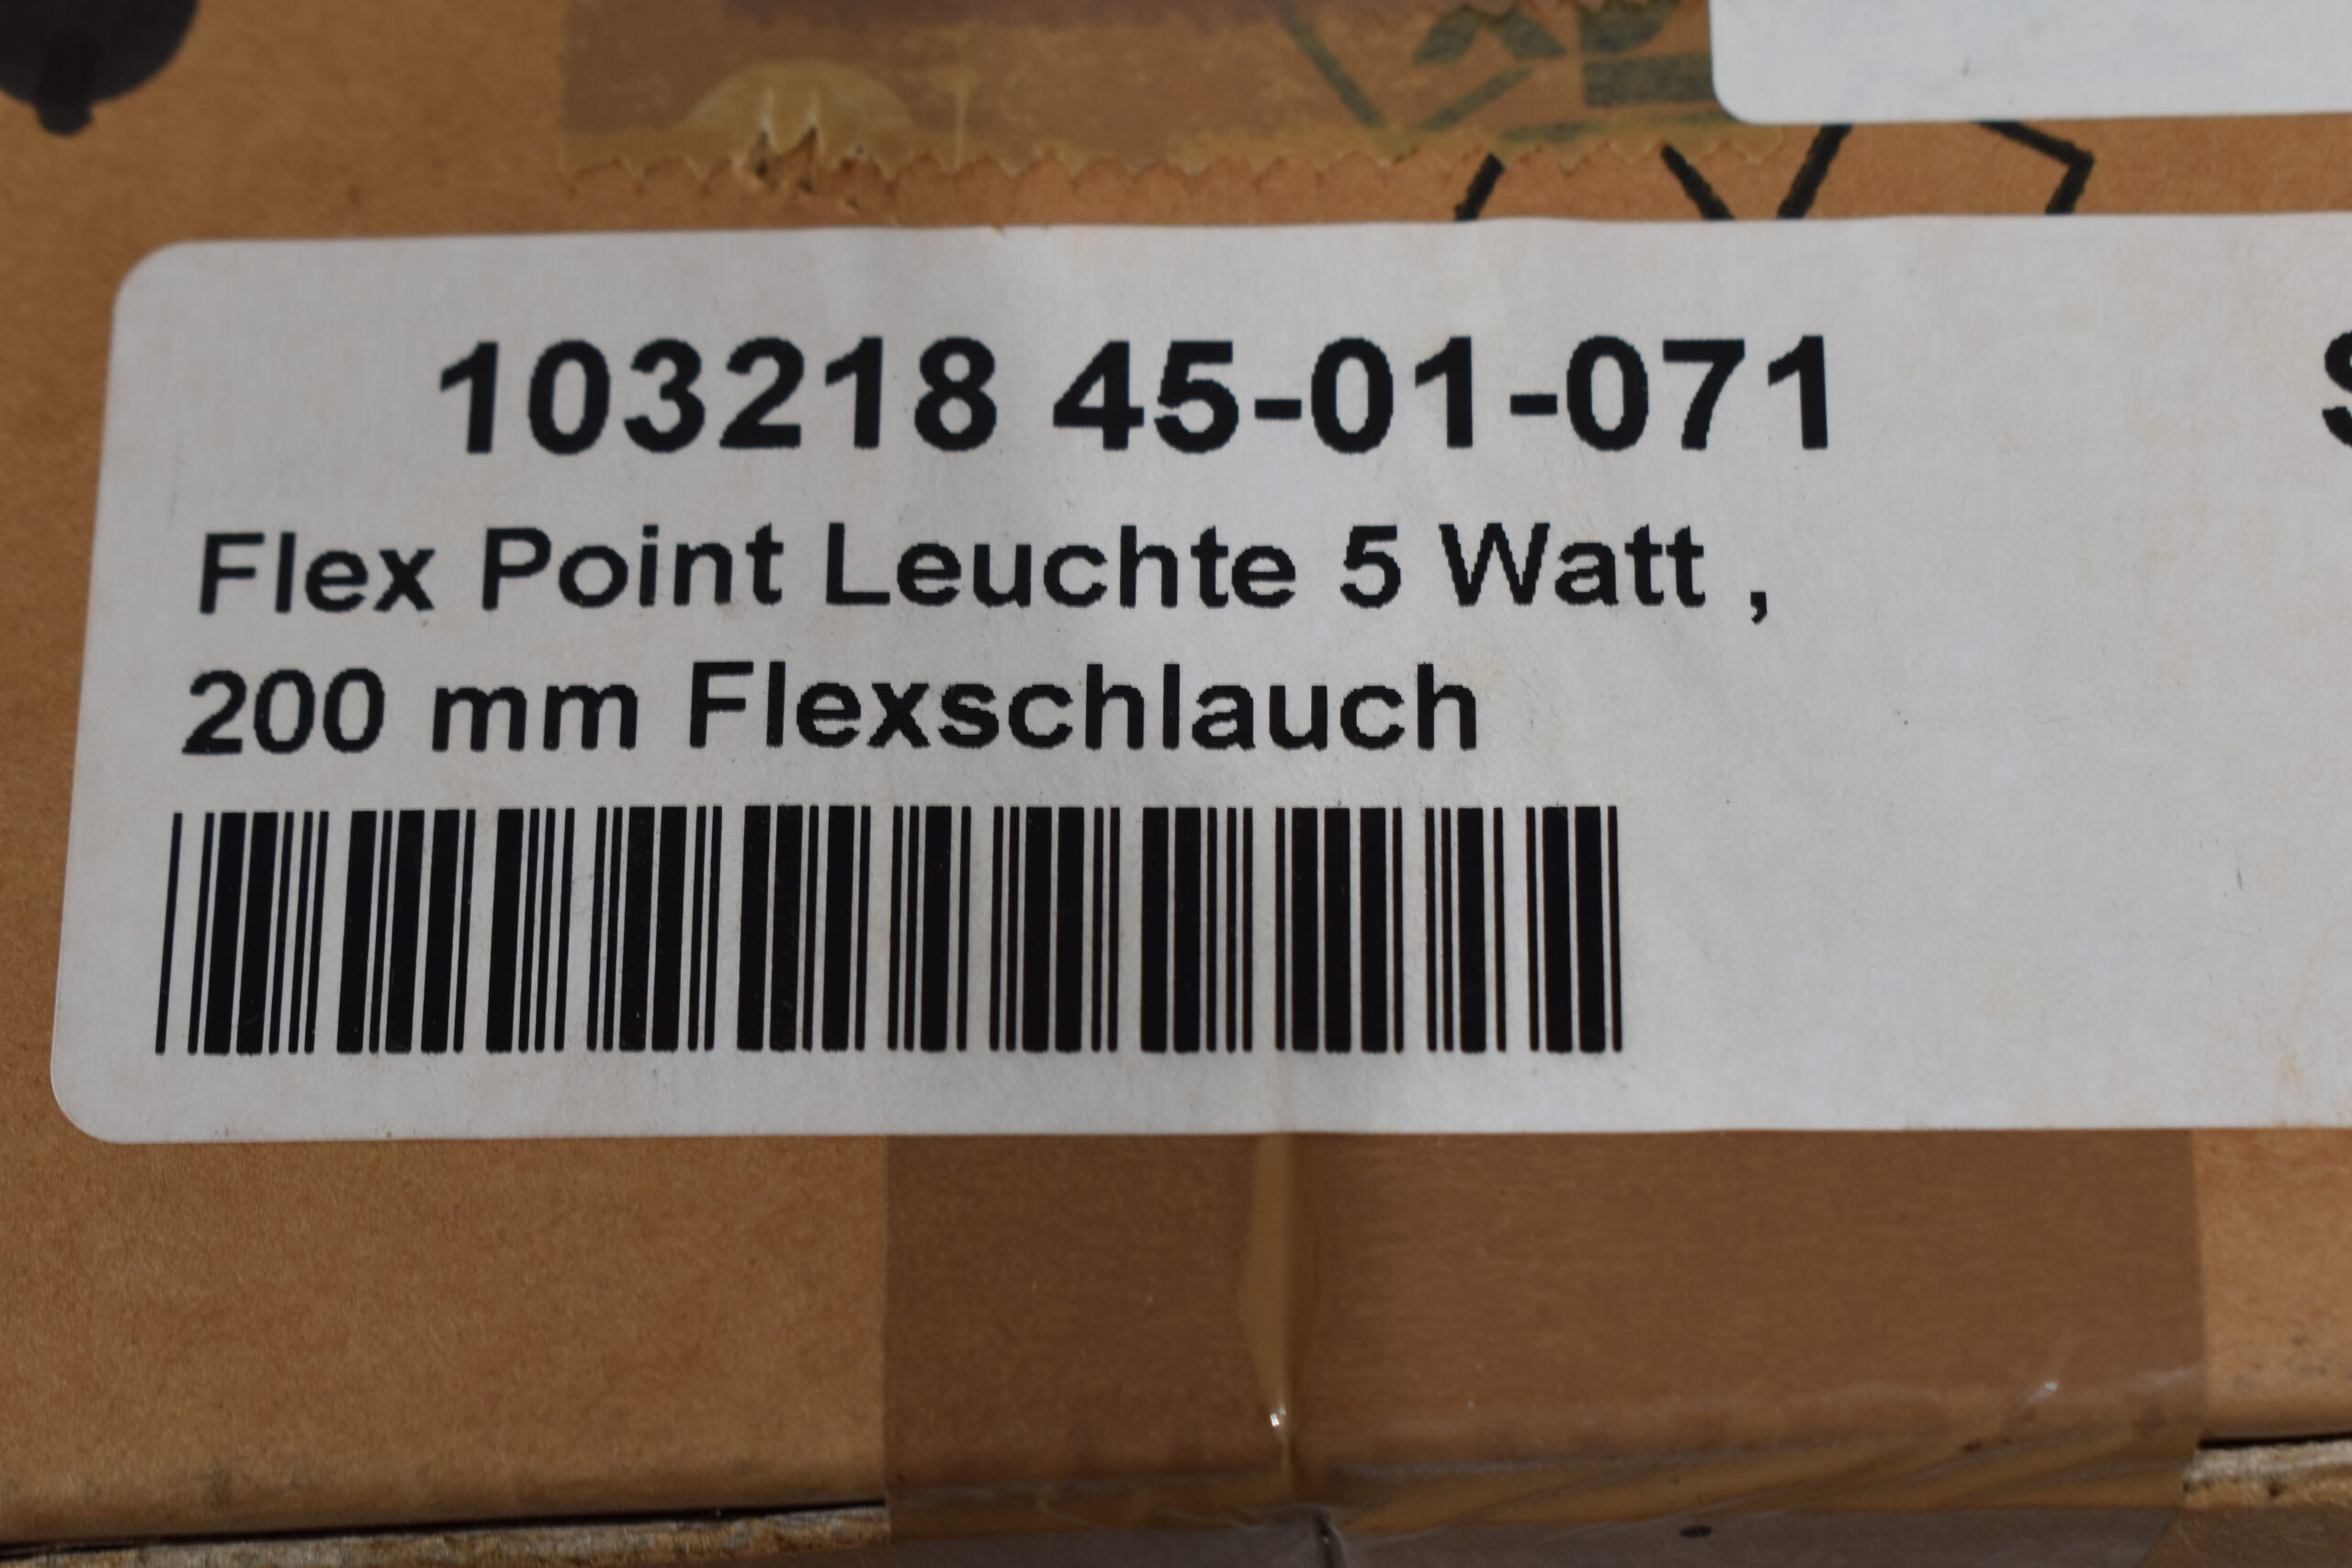 103218 45-01-071
Flex Point Leuchte 5 Watt ,
200 mm Flexschlauch